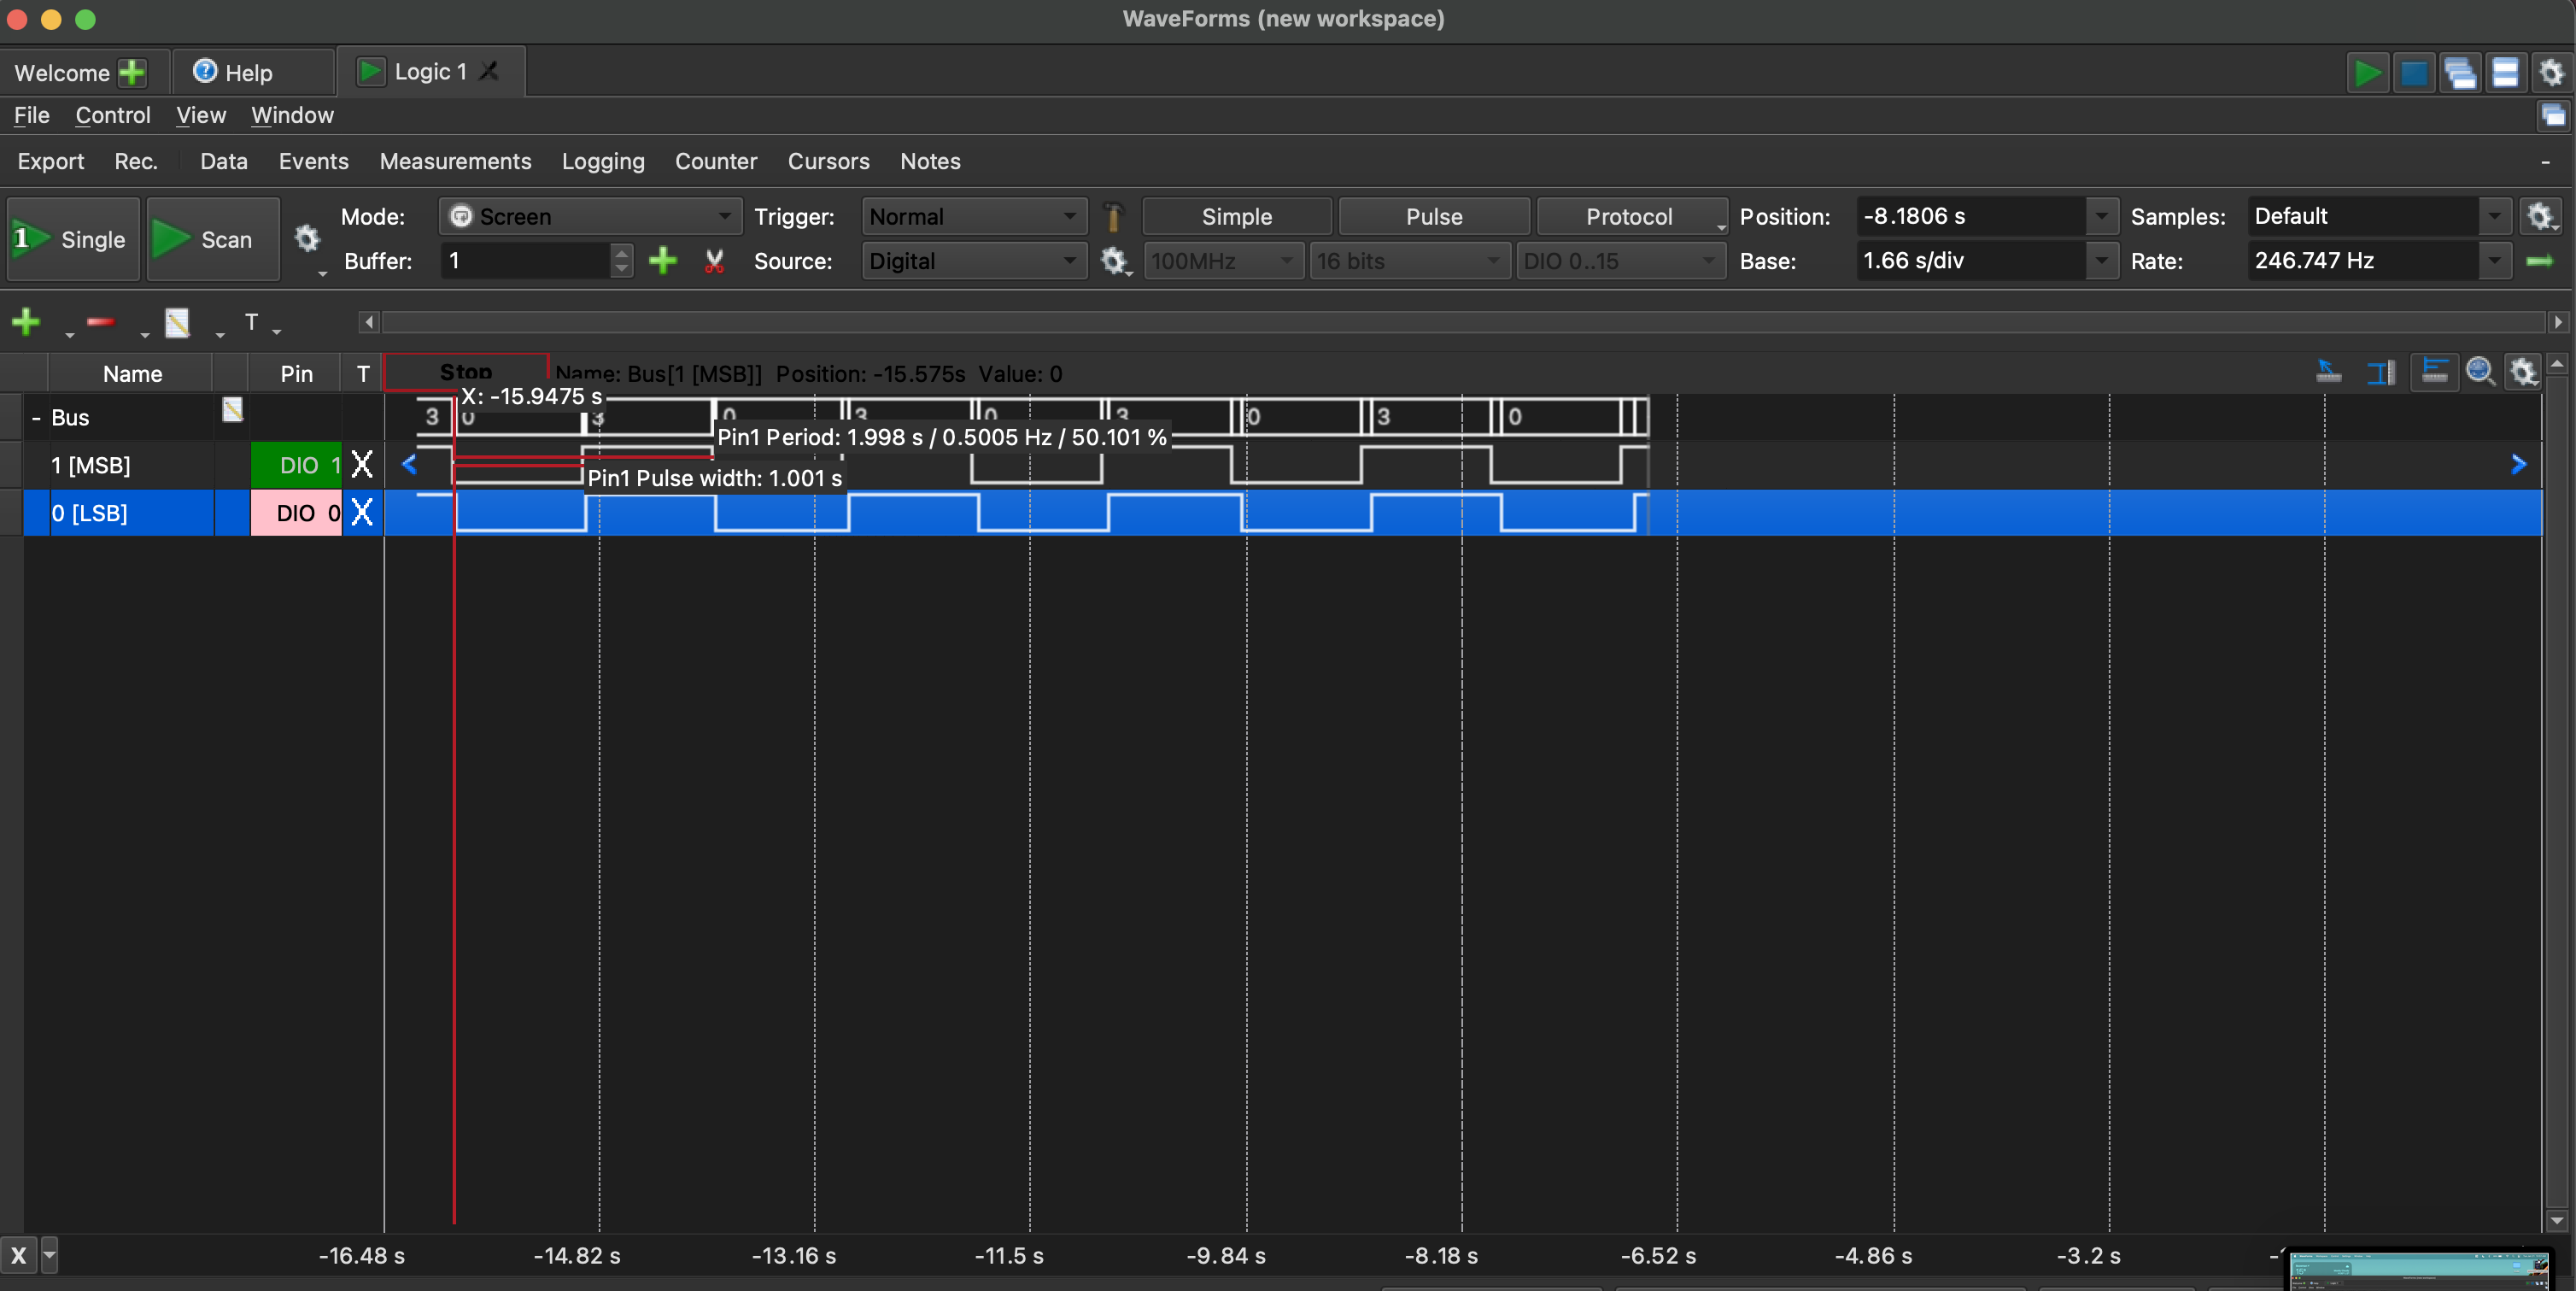 WaveForms (new workspace)
Welcome Help Logic 1 X
File Control View Window
Export Rec. Data Events Measurements Logging Counter Cursors Notes -
1 Single Scan Mode: Screen Trigger: Normal Simple Pulse Protocol Position: -8.1806 s Samples: Default
Buffer: 1 Source: Digital 100MHz 16 bits DIO 0..15 Base: 1.66 s/div Rate: 246.747 Hz
T
Name Pin T Stop Name: Bus[1 [MSB]] Position: -15.575s Value: 0
X: -15.9475 s
- Bus 3 0 3 0 3 0 3 0 3 0
Pin1 Period: 1.998 s / 0.5005 Hz / 50.101 %
1 [MSB] DIO 1 X
Pin1 Pulse width: 1.001 s
0 [LSB] DIO 0 X
X -16.48 s -14.82 s -13.16 s -11.5 s -9.84 s -8.18 s -6.52 s -4.86 s -3.2 s